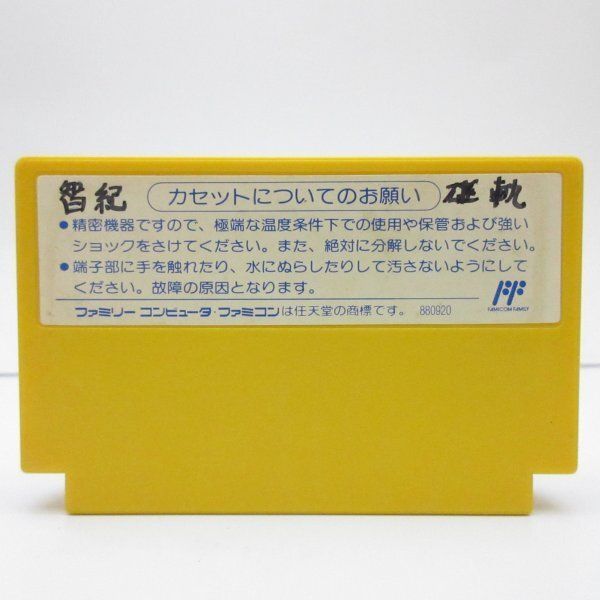 智紀 カセットについてのお願い 雄軌
●精密機器ですので、極端な温度条件下での使用や保管および強い
ショックをさけてください。また、絶対に分解しないでください。
●端子部に手を触れたり、水にぬらしたりして汚さないようにして
ください。故障の原因となります。
ファミリー コンピュータ・ファミコンは任天堂の商標です。 880920
FAMICOM FAMILY